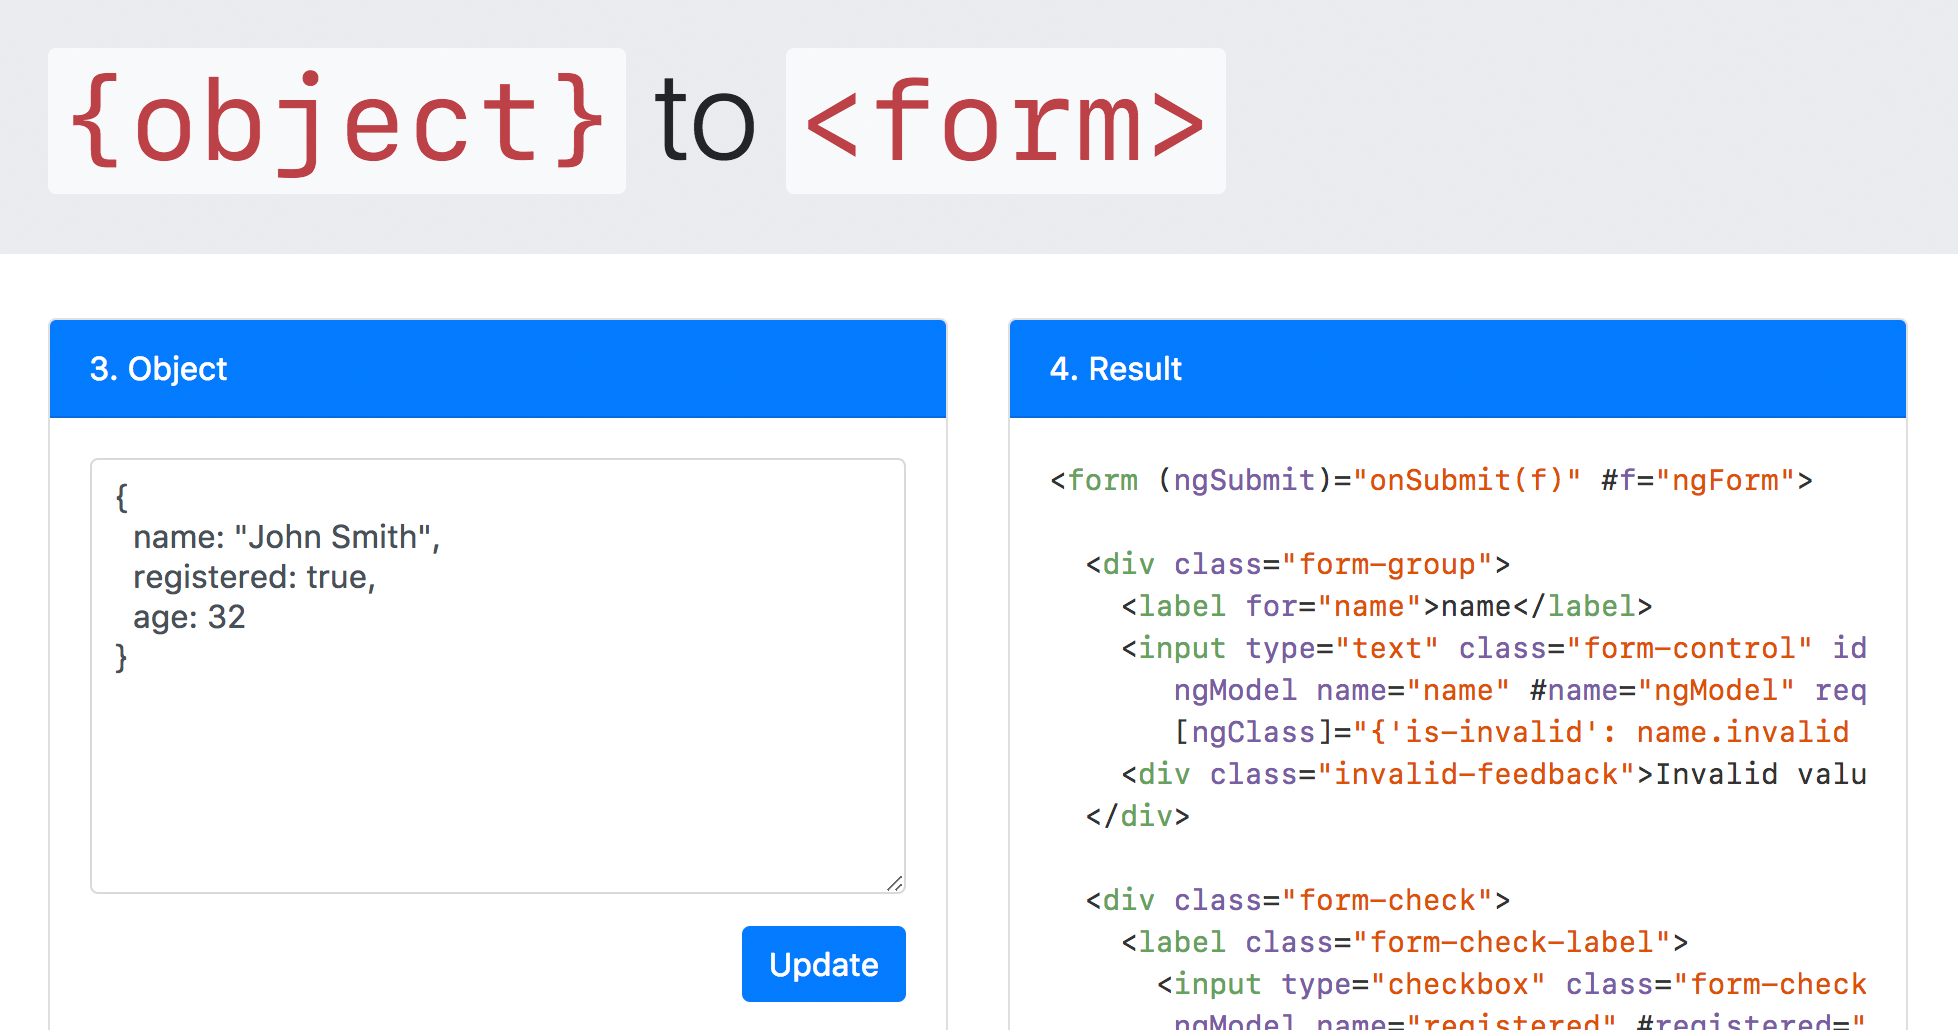 {object} to <form>
3. Object
{
  name: "John Smith",
  registered: true,
  age: 32
}
Update
4. Result
<form (ngSubmit)="onSubmit(f)" #f="ngForm">
  <div class="form-group">
    <label for="name">name</label>
    <input type="text" class="form-control" id
       ngModel name="name" #name="ngModel" req
       [ngClass]="{'is-invalid': name.invalid
    <div class="invalid-feedback">Invalid valu
  </div>
  <div class="form-check">
    <label class="form-check-label">
      <input type="checkbox" class="form-check
       ngModel name="registered" #registered="